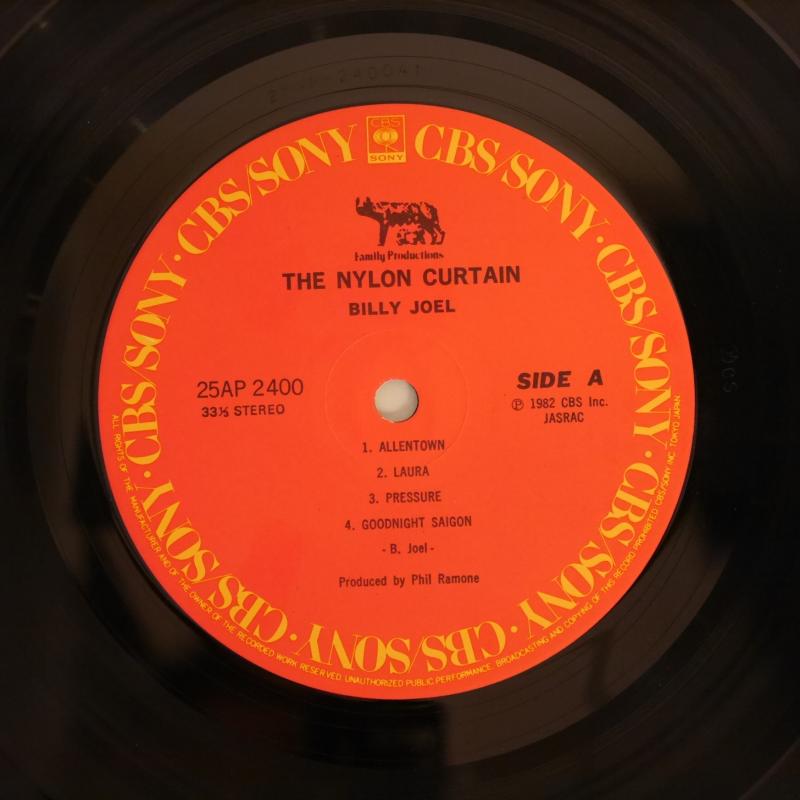 CBS/SONY · CBS/SONY · CBS/SONY · CBS/SONY · CBS/SONY · CBS/SONY · CBS/SONY · CBS/SONY
CBS
SONY
Family Productions
THE NYLON CURTAIN
BILLY JOEL
25AP 2400
33⅓ STEREO
SIDE A
Ⓟ 1982 CBS Inc.
JASRAC
1. ALLENTOWN
2. LAURA
3. PRESSURE
4. GOODNIGHT SAIGON
- B. Joel -
Produced by Phil Ramone
ALL RIGHTS OF THE MANUFACTURER AND OF THE OWNER OF THE RECORDED WORK RESERVED. UNAUTHORIZED PUBLIC PERFORMANCE, BROADCASTING AND COPYING OF THIS RECORD PROHIBITED. CBS/SONY INC. TOKYO JAPAN